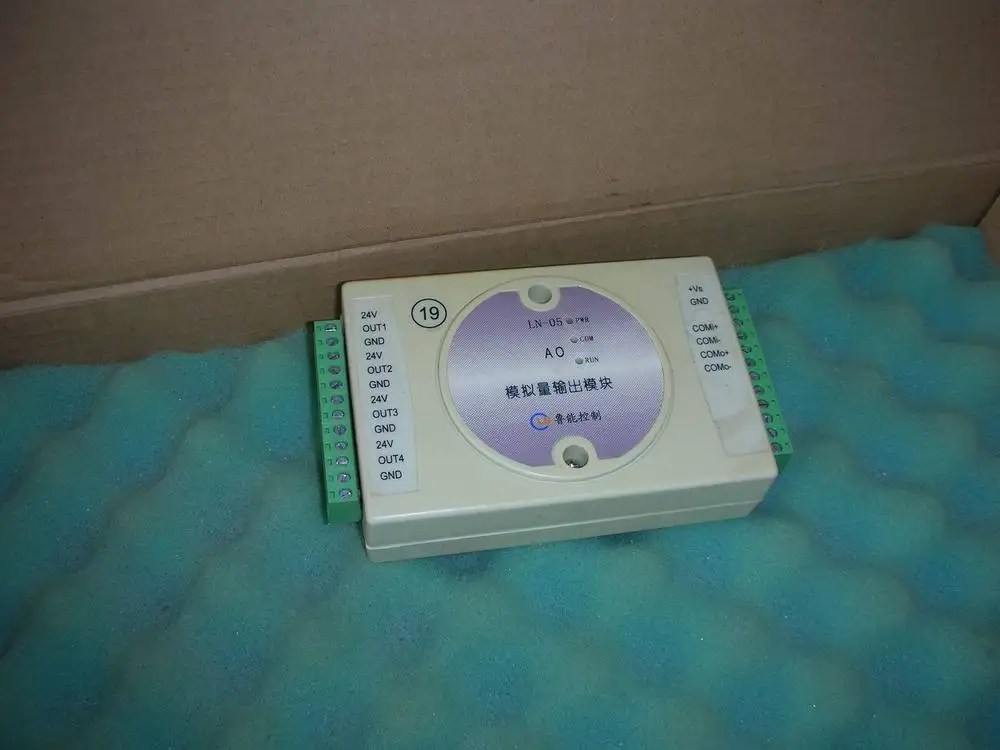 24V
OUT1
GND
24V
OUT2
GND
24V
OUT3
GND
24V
OUT4
GND
19
LN-05 PWR
COM
AO
RUN
模拟量输出模块
鲁能控制
+Vs
GND
COMi+
COMi-
COMo+
COMo-